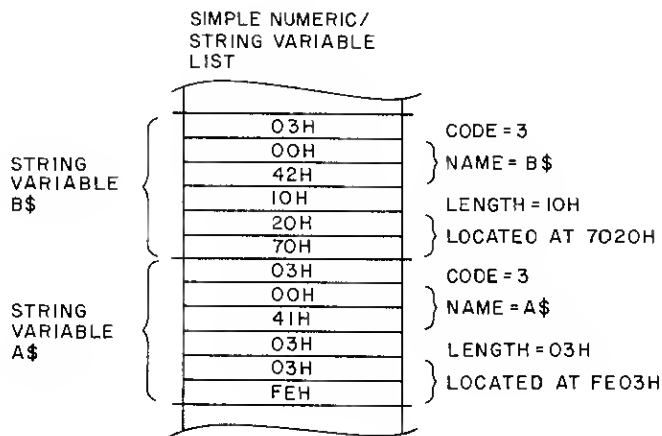 SIMPLE NUMERIC/
STRING VARIABLE
LIST
STRING
VARIABLE
B$
03H
00H
42H
10H
20H
70H
CODE = 3
NAME = B$
LENGTH = 10H
LOCATED AT 7020H
STRING
VARIABLE
A$
03H
00H
41H
03H
03H
FEH
CODE = 3
NAME = A$
LENGTH = 03H
LOCATED AT FE03H